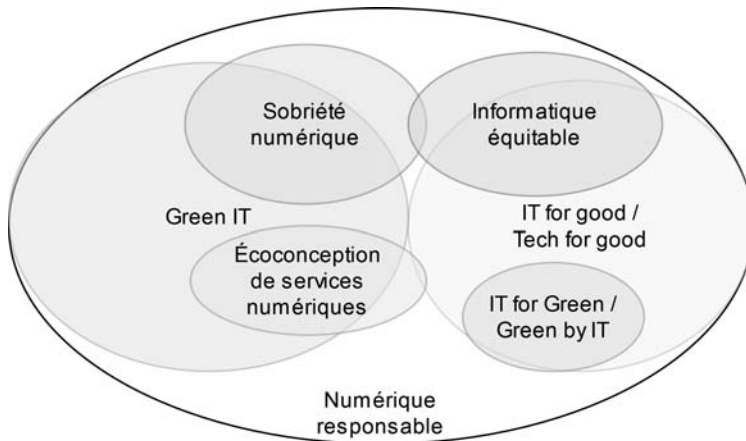 Sobriété
numérique
Informatique
équitable
Green IT
IT for good /
Tech for good
Écoconception
de services
numériques
IT for Green /
Green by IT
Numérique
responsable